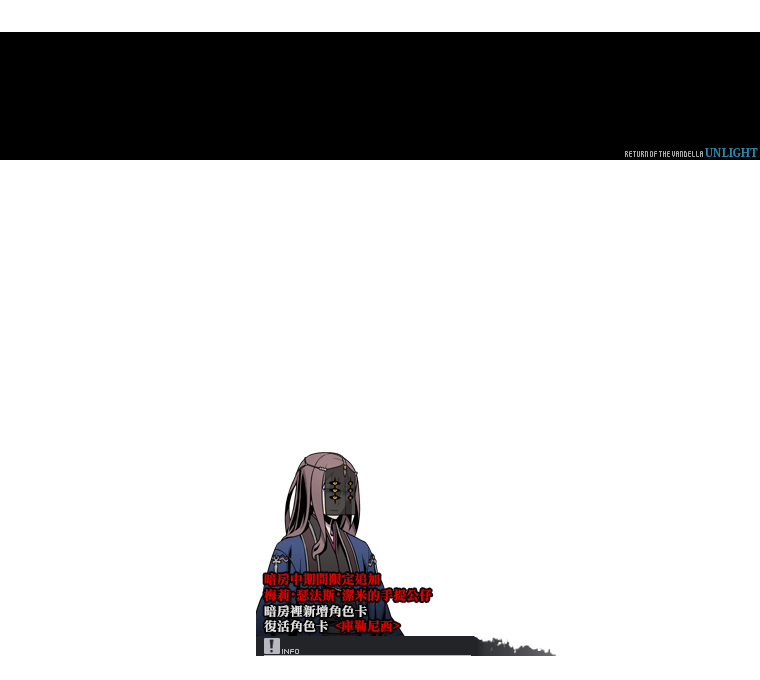 RETURN OF THE VANDELLA UNLIGHT
暗房中期間限定追加
梅莉·瑟法斯·潔米的手提公仔
暗房裡新增角色卡
復活角色卡 <庫勒尼西>
! INFO